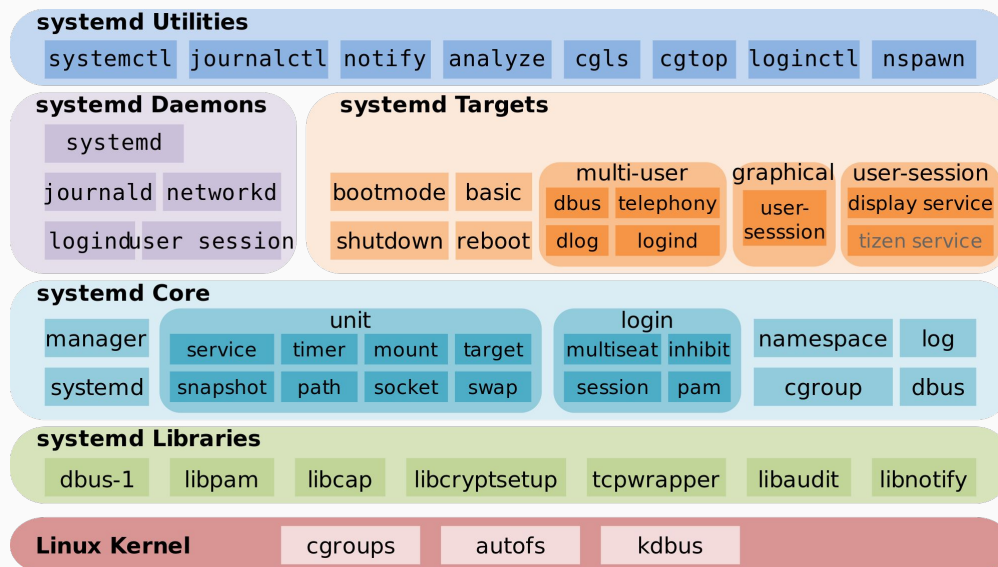 systemd Utilities
systemctl journalctl notify analyze cgls cgtop loginctl nspawn
systemd Daemons
systemd
journald networkd
logind user session
systemd Targets
bootmode basic
shutdown reboot
multi-user
dbus telephony
dlog logind
graphical
user-
sesssion
user-session
display service
tizen service
systemd Core
manager
systemd
unit
service timer mount target
snapshot path socket swap
login
multiseat inhibit
session pam
namespace log
cgroup dbus
systemd Libraries
dbus-1 libpam libcap libcryptsetup tcpwrapper libaudit libnotify
Linux Kernel cgroups autofs kdbus